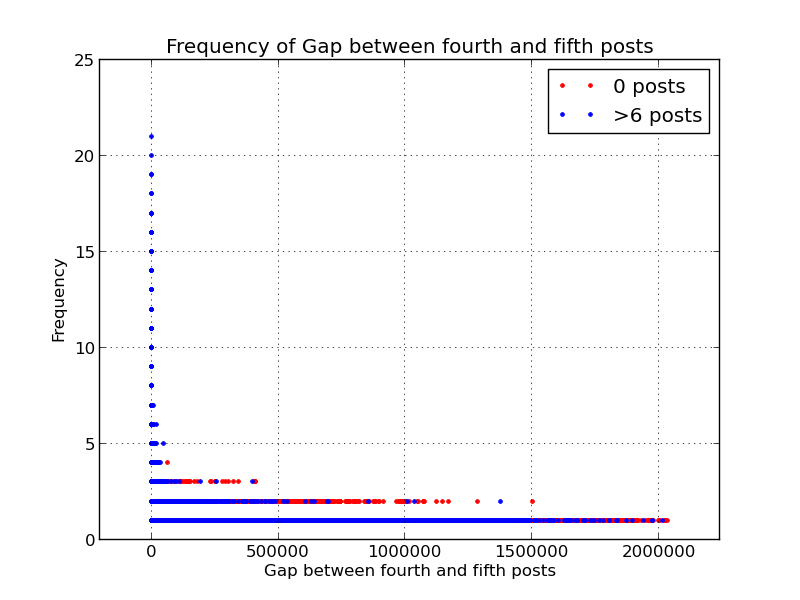 Frequency of Gap between fourth and fifth posts
25
20
15
10
5
0
Frequency
0 posts
>6 posts
0 500000 1000000 1500000 2000000
Gap between fourth and fifth posts